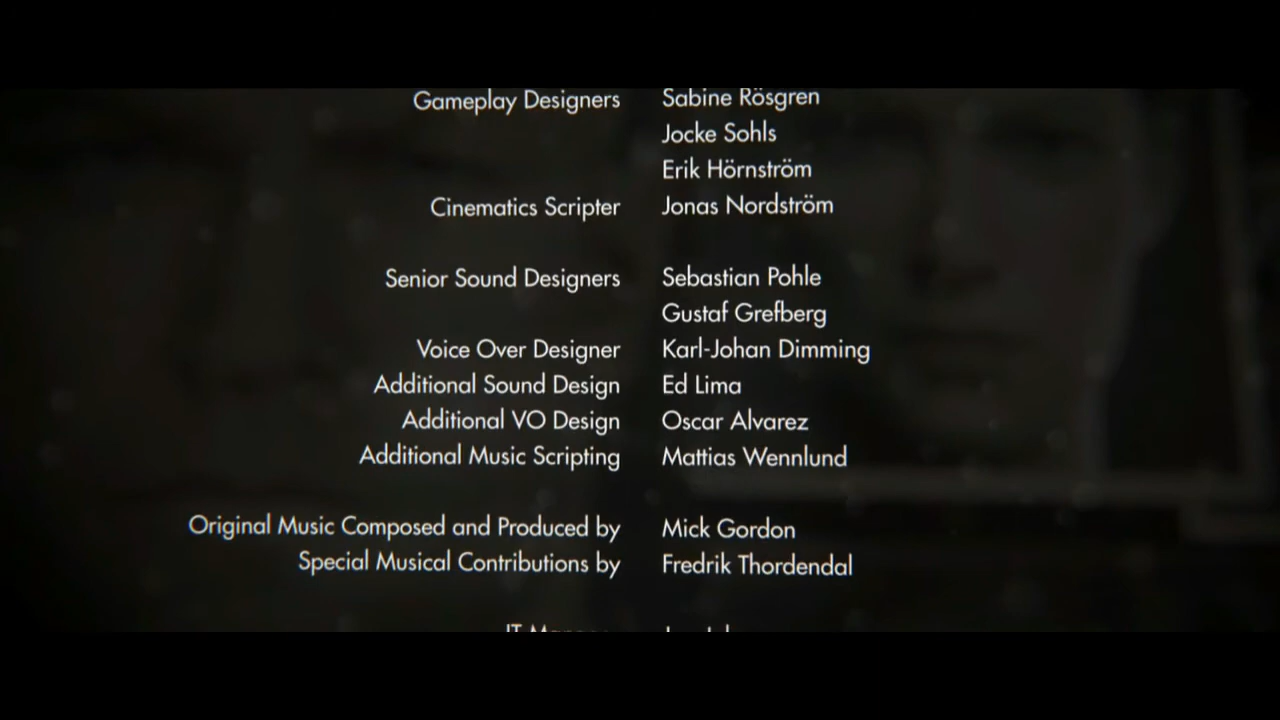 Gameplay Designers Sabine Rösgren
Jocke Sohls
Erik Hörnström
Cinematics Scripter Jonas Nordström
Senior Sound Designers Sebastian Pohle
Gustaf Grefberg
Voice Over Designer Karl-Johan Dimming
Additional Sound Design Ed Lima
Additional VO Design Oscar Alvarez
Additional Music Scripting Mattias Wennlund
Original Music Composed and Produced by Mick Gordon
Special Musical Contributions by Fredrik Thordendal
IT